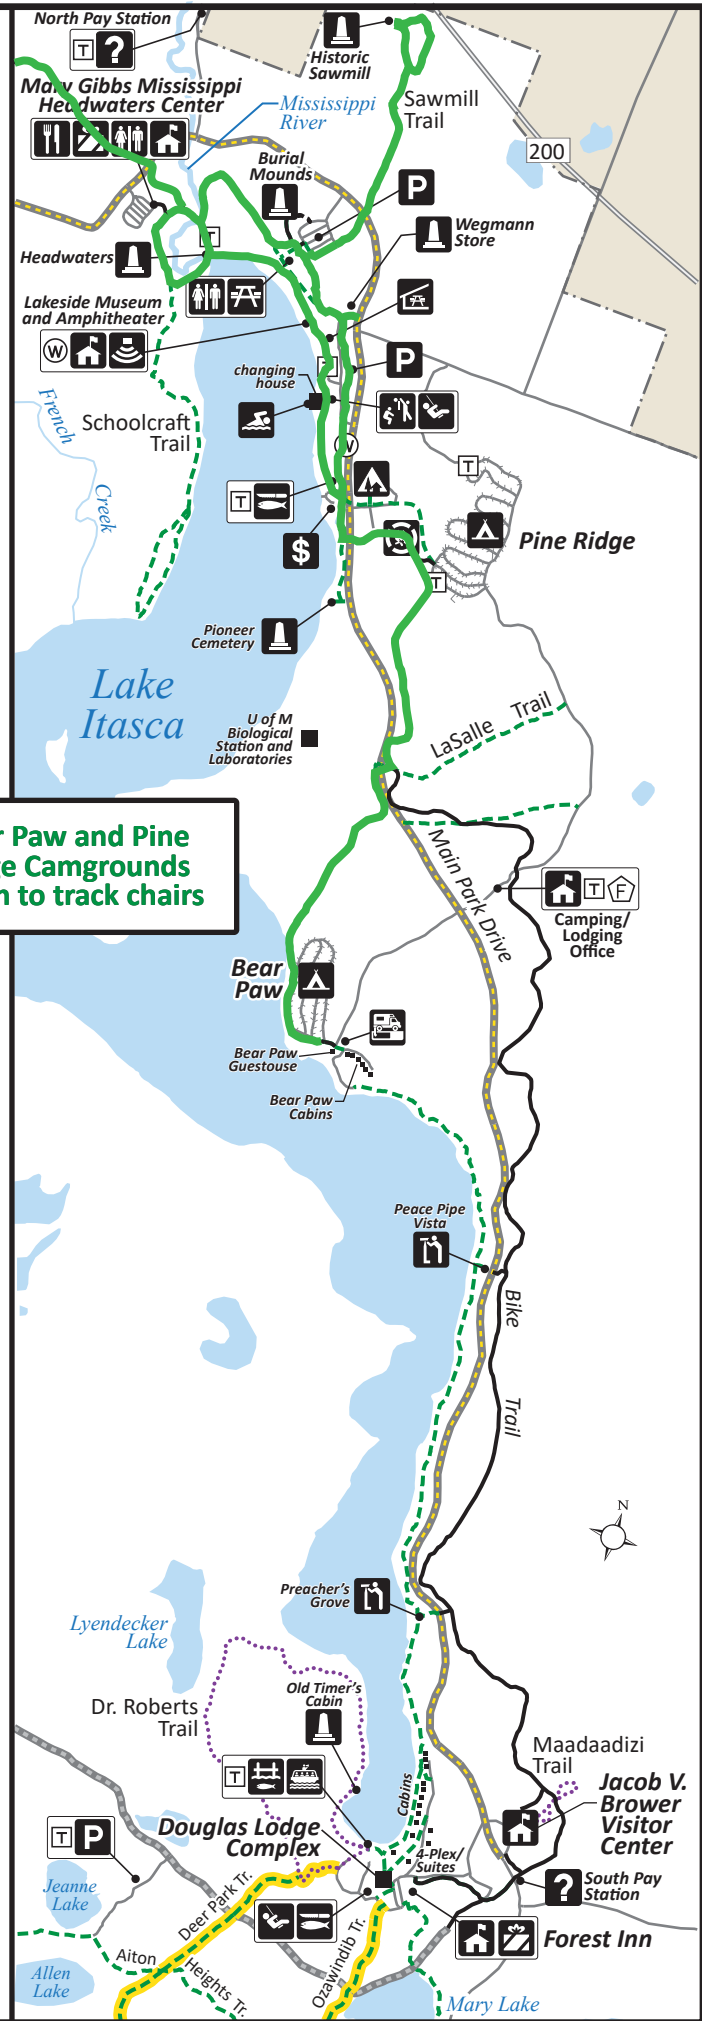 North Pay Station
T
?
Historic
Sawmill
Mary Gibbs Mississippi
Headwaters Center
Mississippi
River
Sawmill
Trail
200
Burial
Mounds
P
Wegmann
Store
T
Headwaters
Lakeside Museum
and Amphitheater
W
P
T
changing
house
French
Creek
Schoolcraft
Trail
W
T
T
$
Pine Ridge
T
Pioneer
Cemetery
Lake
Itasca
U of M
Biological
Station and
Laboratories
LaSalle Trail
r Paw and Pine
ge Camgrounds
n to track chairs
Main Park Drive
T
F
Camping/
Lodging
Office
Bear
Paw
Bear Paw
Guestouse
Bear Paw
Cabins
Peace Pipe
Vista
Bike
Trail
N
Preacher's
Grove
Lyendecker
Lake
Dr. Roberts
Trail
Old Timer's
Cabin
T
Cabins
Maadaadizi
Trail
Jacob V.
Brower
Visitor
Center
T
P
Douglas Lodge
Complex
4-Plex/
Suites
?
South Pay
Station
Jeanne
Lake
Deer Park Tr.
Ozawindib Tr.
Forest Inn
Aiton
Heights Tr.
Allen
Lake
Mary Lake